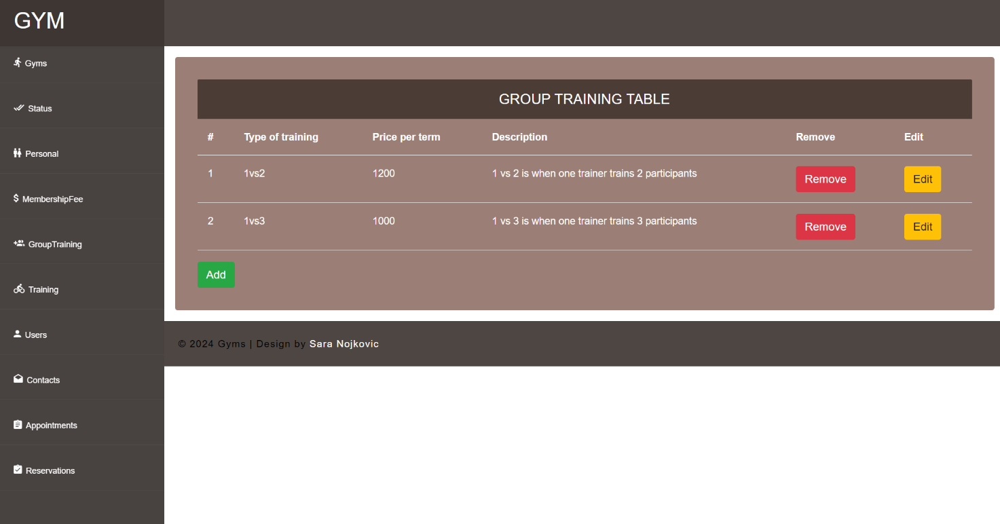 GYM
Gyms
Status
Personal
$ MembershipFee
GroupTraining
Training
Users
Contacts
Appointments
Reservations
GROUP TRAINING TABLE
# Type of training Price per term Description Remove Edit
1 1vs2 1200 1 vs 2 is when one trainer trains 2 participants Remove Edit
2 1vs3 1000 1 vs 3 is when one trainer trains 3 participants Remove Edit
Add
© 2024 Gyms | Design by Sara Nojkovic